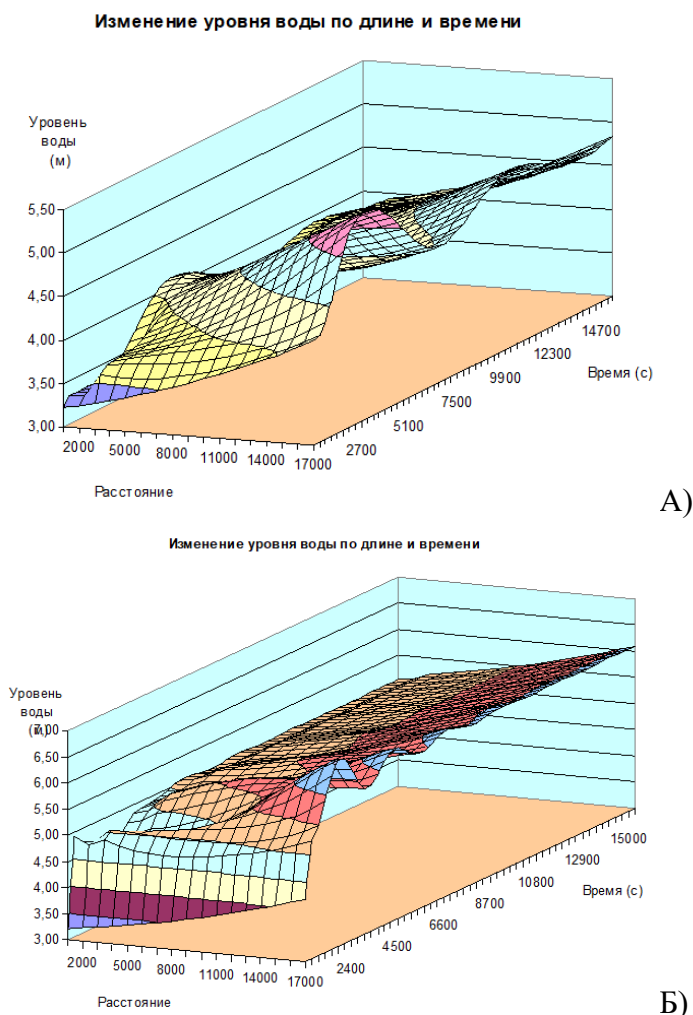 Изменение уровня воды по длине и времени
Уровень
воды
(м)
5,50
5,00
4,50
4,00
3,50
3,00
2000 5000 8000 11000 14000 17000
Расстояние
2700
5100
7500
9900
12300
14700
Время (с)
А)
Изменение уровня воды по длине и времени
Уровень
воды
(м)
7,00
6,50
6,00
5,50
5,00
4,50
4,00
3,50
3,00
2000 5000 8000 11000 14000 17000
Расстояние
2400
4500
6600
8700
10800
12900
15000
Время (с)
Б)